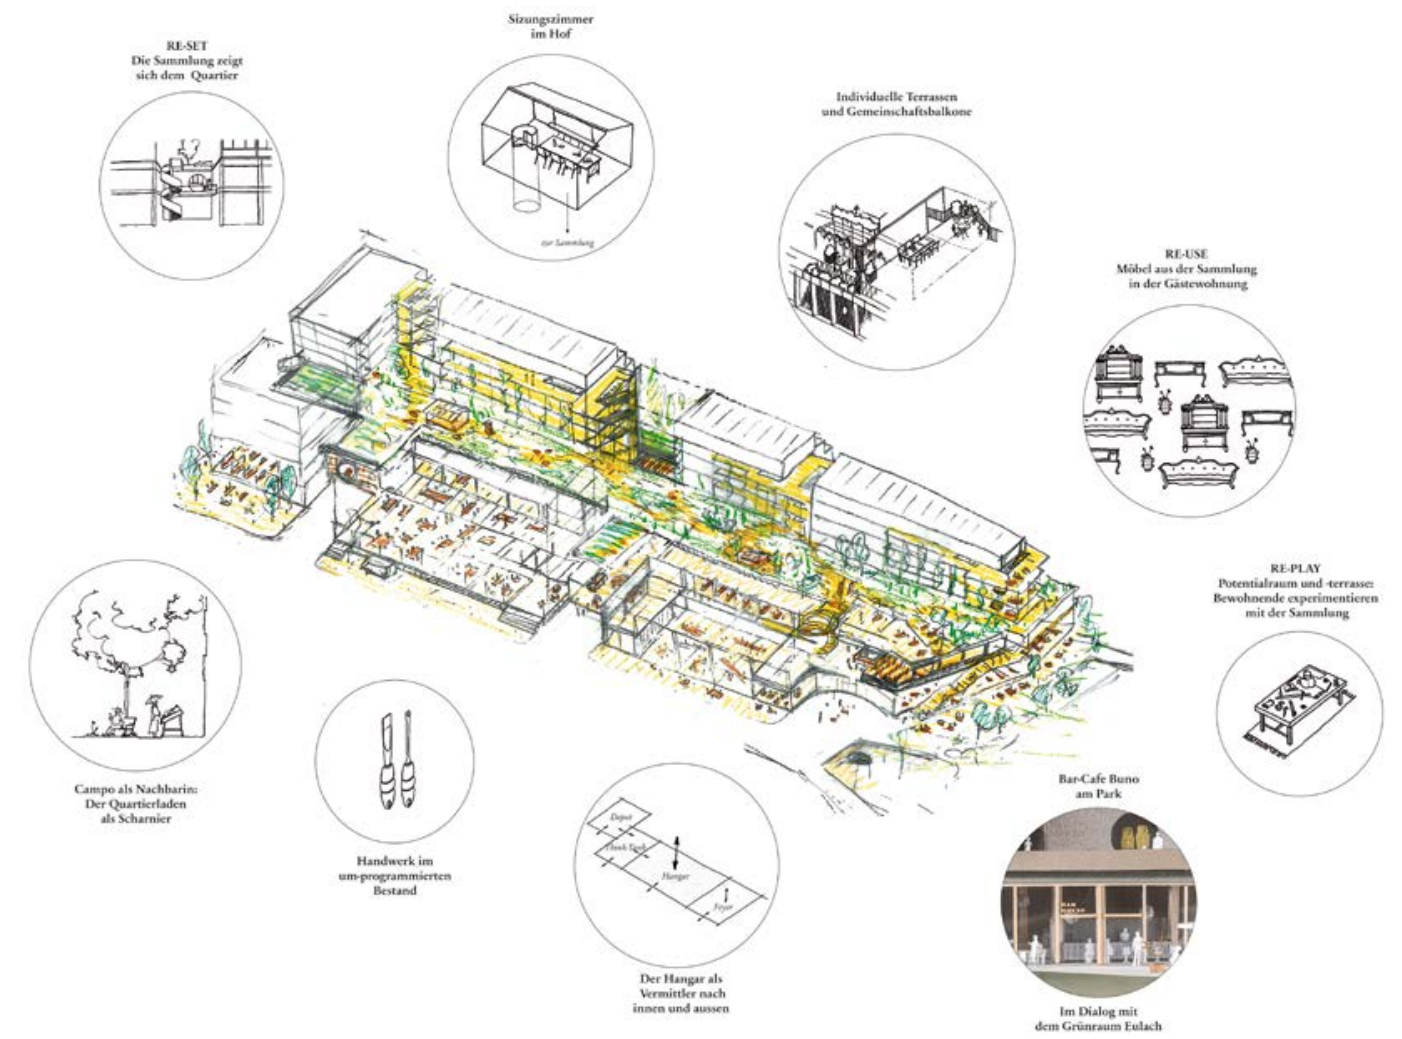 RE-SET
Die Sammlung zeigt
sich dem Quartier
Sizungszimmer
im Hof
zur Sammlung
Individuelle Terrassen
und Gemeinschaftsbalkone
RE-USE
Möbel aus der Sammlung
in der Gästewohnung
RE-PLAY
Potentialraum und -terrasse:
Bewohnende experimentieren
mit der Sammlung
Campo als Nachbarin:
Der Quartierladen
als Scharnier
Handwerk im
um-programmierten
Bestand
Depot
Think Tank
Hangar
Foyer
Der Hangar als
Vermittler nach
innen und aussen
Bar-Cafe Buno
am Park
BAR
Im Dialog mit
dem Grünraum Eulach